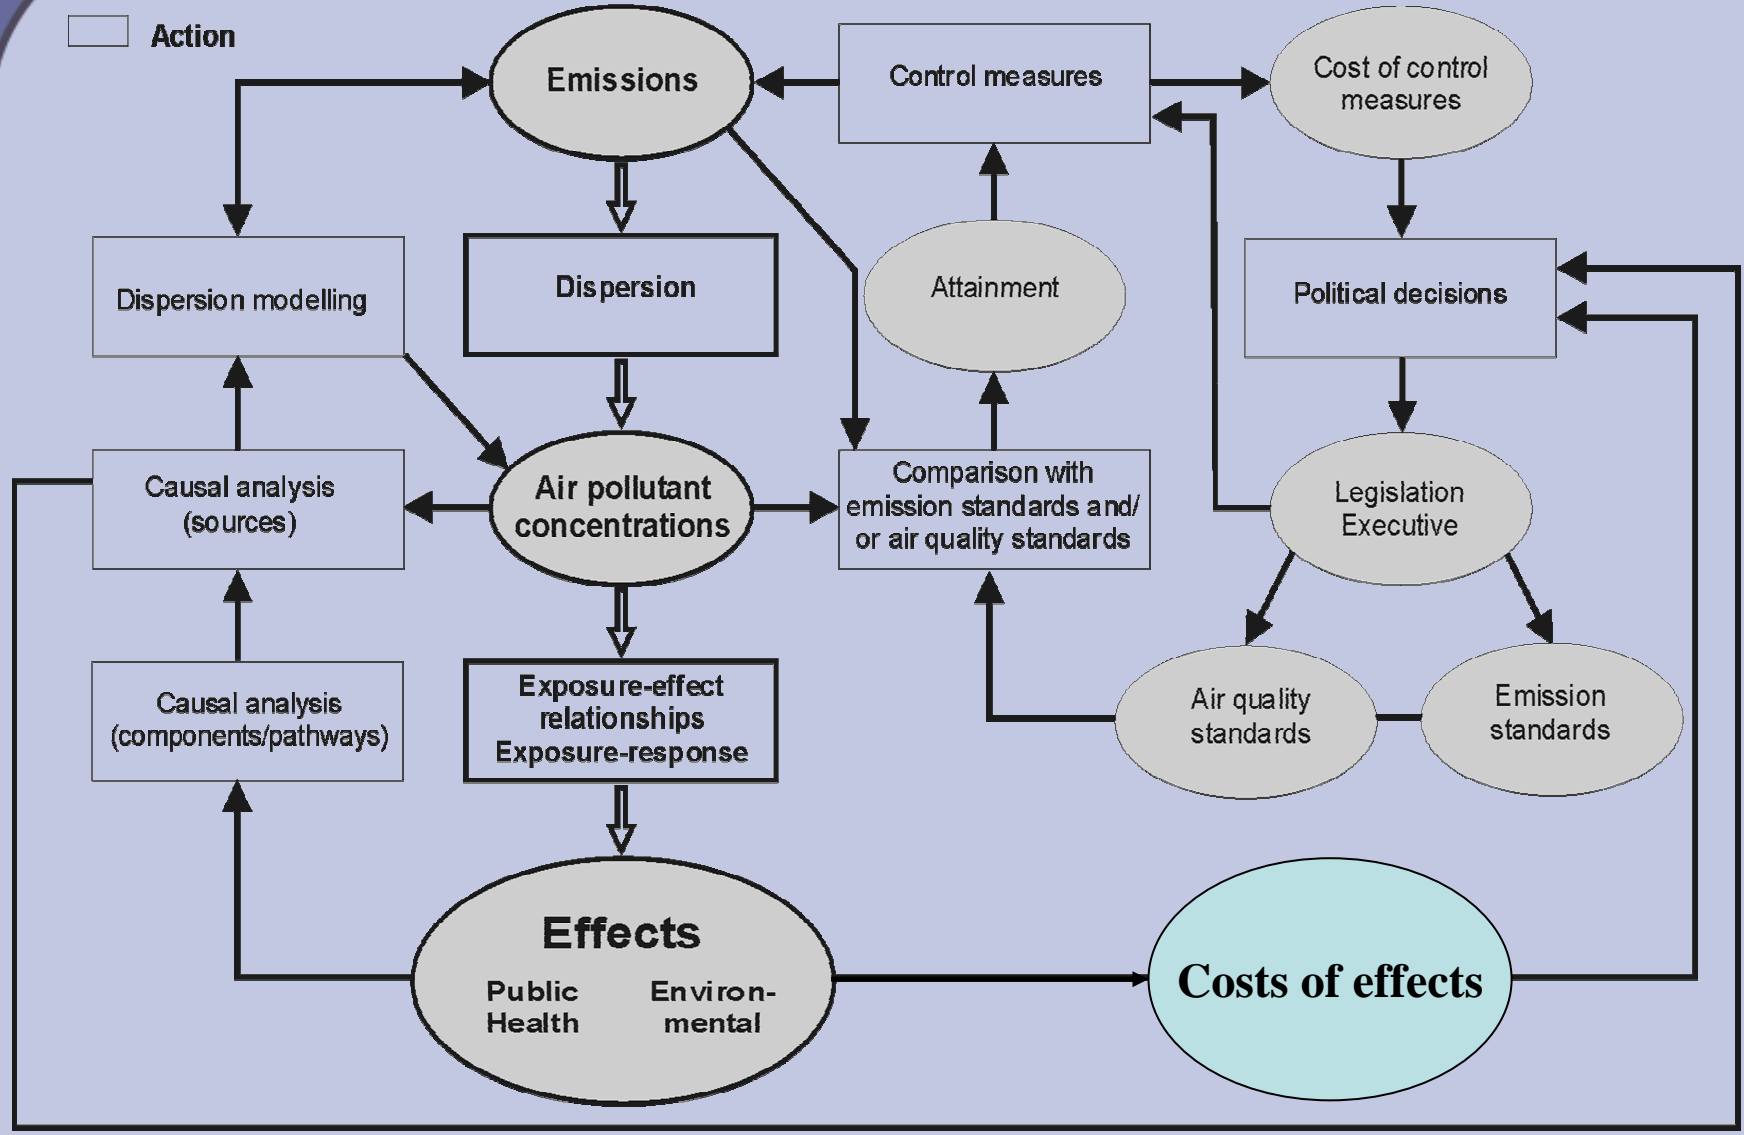 Action
Emissions
Control measures
Cost of control
measures
Dispersion modelling
Dispersion
Attainment
Political decisions
Causal analysis
(sources)
Air pollutant
concentrations
Comparison with
emission standards and/
or air quality standards
Legislation
Executive
Causal analysis
(components/pathways)
Exposure-effect
relationships
Exposure-response
Air quality
standards
Emission
standards
Effects
Public
Health
Environ-
mental
Costs of effects